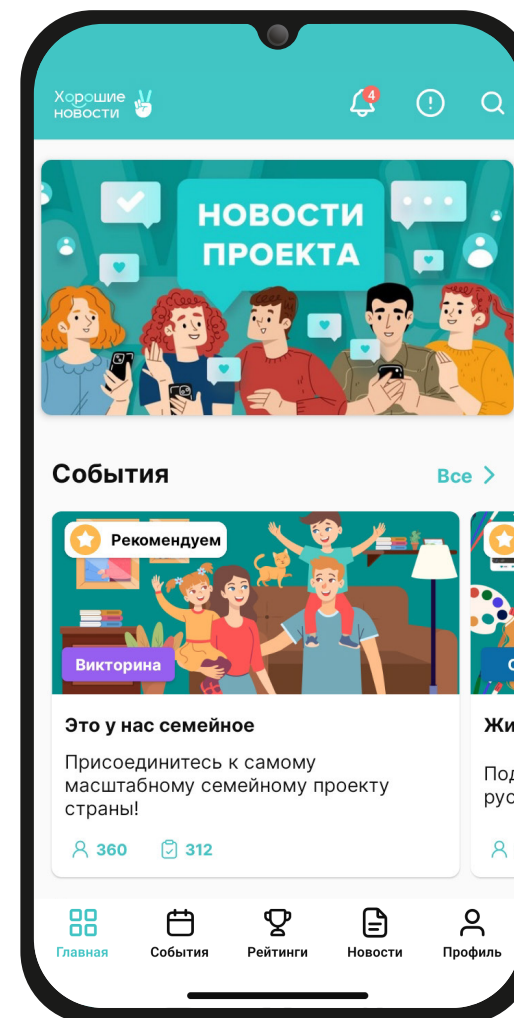 Хорошие
новости
4
НОВОСТИ
ПРОЕКТА
События
Все
Рекомендуем
Викторина
Это у нас семейное
Присоединитесь к самому
масштабному семейному проекту
страны!
360
312
Главная
События
Рейтинги
Новости
Профиль